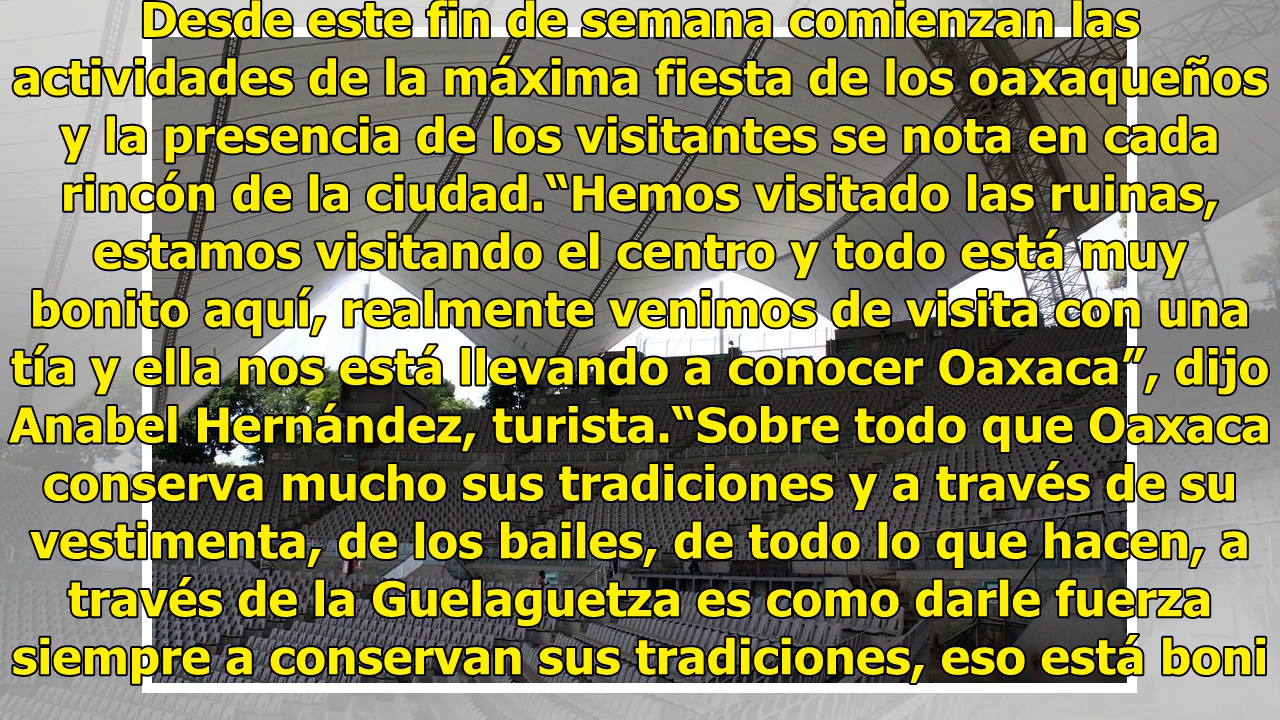 Desde este fin de semana comienzan las
actividades de la máxima fiesta de los oaxaqueños
y la presencia de los visitantes se nota en cada
rincón de la ciudad.“Hemos visitado las ruinas,
estamos visitando el centro y todo está muy
bonito aquí, realmente venimos de visita con una
tía y ella nos está llevando a conocer Oaxaca”, dijo
Anabel Hernández, turista.“Sobre todo que Oaxaca
conserva mucho sus tradiciones y a través de su
vestimenta, de los bailes, de todo lo que hacen, a
través de la Guelaguetza es como darle fuerza
siempre a conservan sus tradiciones, eso está boni